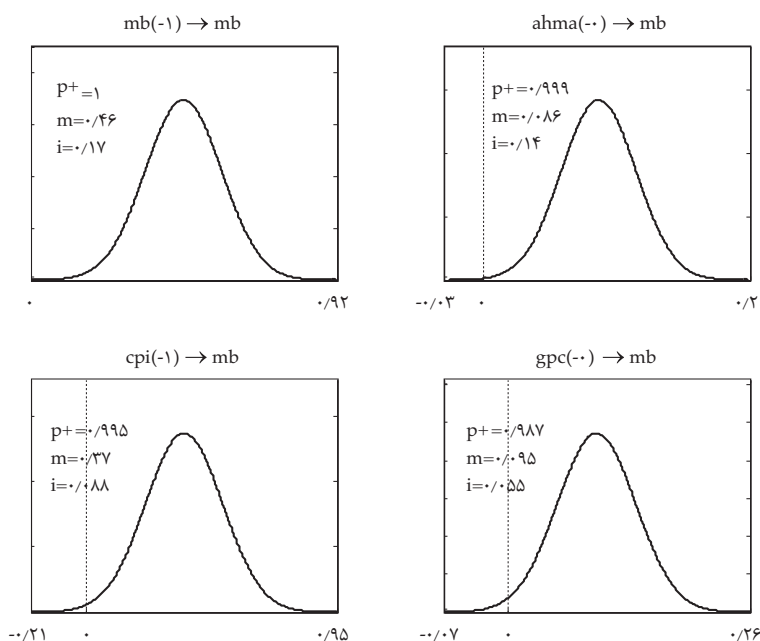 mb(-۱) → mb
p+=۱
m=۰/۴۶
i=۰/۱۷
۰
۰/۹۲
ahma(-۰) → mb
p+=۰/۹۹۹
m=۰/۰۸۶
i=۰/۱۴
-۰/۰۳
۰
۰/۲
cpi(-۱) → mb
p+=۰/۹۹۵
m=۰/۳۷
i=۰/۰۸۸
-۰/۲۱
۰
۰/۹۵
gpc(-۰) → mb
p+=۰/۹۸۷
m=۰/۰۹۵
i=۰/۰۵۵
-۰/۰۷
۰
۰/۲۶